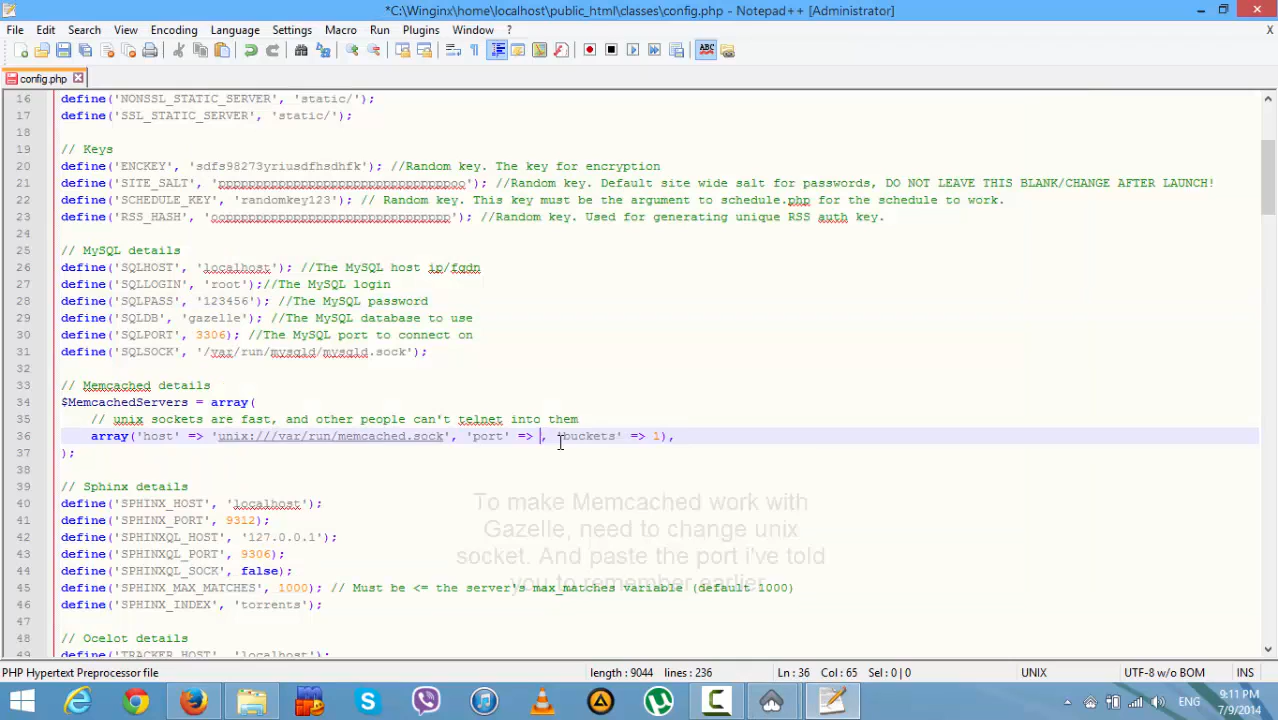 *C:\Winginx\home\localhost\public_html\classes\config.php - Notepad++ [Administrator]
File Edit Search View Encoding Language Settings Macro Run Plugins Window ? X
ABC
config.php
16 define('NONSSL_STATIC_SERVER', 'static/');
17 define('SSL_STATIC_SERVER', 'static/');
18
19 // Keys
20 define('ENCKEY', 'sdfs98273yriusdfhsdhfk'); //Random key. The key for encryption
21 define('SITE_SALT', 'pppppppppppppppppppppppppppppppoo'); //Random key. Default site wide salt for passwords, DO NOT LEAVE THIS BLANK/CHANGE AFTER LAUNCH!
22 define('SCHEDULE_KEY', 'randomkey123'); // Random key. This key must be the argument to schedule.php for the schedule to work.
23 define('RSS_HASH', 'oopppppppppppppppppppppppppppppp'); //Random key. Used for generating unique RSS auth key.
24
25 // MySQL details
26 define('SQLHOST', 'localhost'); //The MySQL host ip/fqdn
27 define('SQLLOGIN', 'root');//The MySQL login
28 define('SQLPASS', '123456'); //The MySQL password
29 define('SQLDB', 'gazelle'); //The MySQL database to use
30 define('SQLPORT', 3306); //The MySQL port to connect on
31 define('SQLSOCK', '/var/run/mysqld/mysqld.sock');
32
33 // Memcached details
34 $MemcachedServers = array(
35 // unix sockets are fast, and other people can't telnet into them
36 array('host' => 'unix:///var/run/memcached.sock', 'port' => , 'buckets' => 1),
37 );
38
39 // Sphinx details
40 define('SPHINX_HOST', 'localhost');
41 define('SPHINX_PORT', 9312);
42 define('SPHINXQL_HOST', '127.0.0.1');
43 define('SPHINXQL_PORT', 9306);
44 define('SPHINXQL_SOCK', false);
45 define('SPHINX_MAX_MATCHES', 1000); // Must be <= the server's max_matches variable (default 1000)
46 define('SPHINX_INDEX', 'torrents');
47
48 // Ocelot details
49 define('TRACKER_HOST', 'localhost');
To make Memcached work with
Gazelle, need to change unix
socket. And paste the port i've told
you to remember earlier
PHP Hypertext Preprocessor file length : 9044 lines : 236 Ln : 36 Col : 65 Sel : 0 | 0 UNIX UTF-8 w/o BOM INS
ENG
9:11 PM
7/9/2014